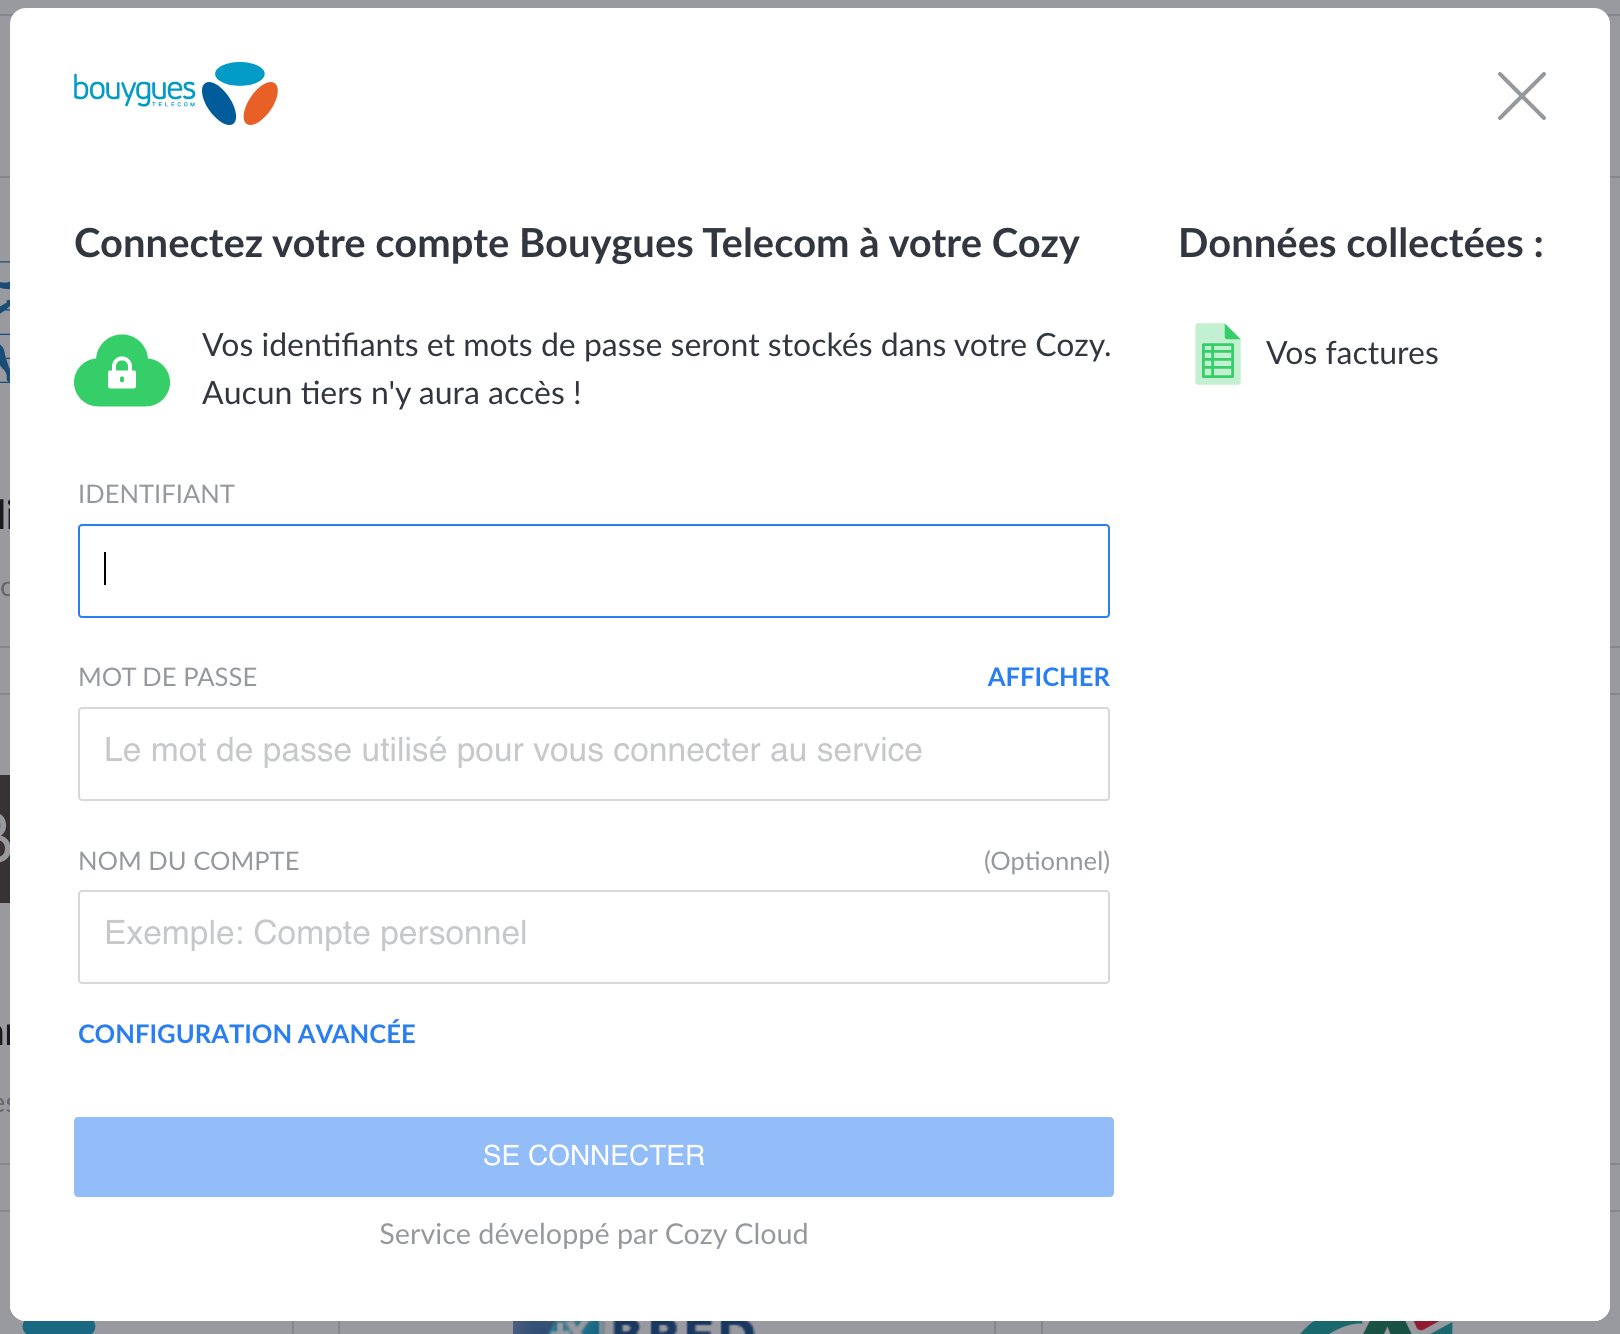 bouygues
TELECOM
Connectez votre compte Bouygues Telecom à votre Cozy
Vos identifiants et mots de passe seront stockés dans votre Cozy.
Aucun tiers n'y aura accès !
IDENTIFIANT
MOT DE PASSE
AFFICHER
Le mot de passe utilisé pour vous connecter au service
NOM DU COMPTE
(Optionnel)
Exemple: Compte personnel
CONFIGURATION AVANCÉE
SE CONNECTER
Service développé par Cozy Cloud
Données collectées :
Vos factures
BRED